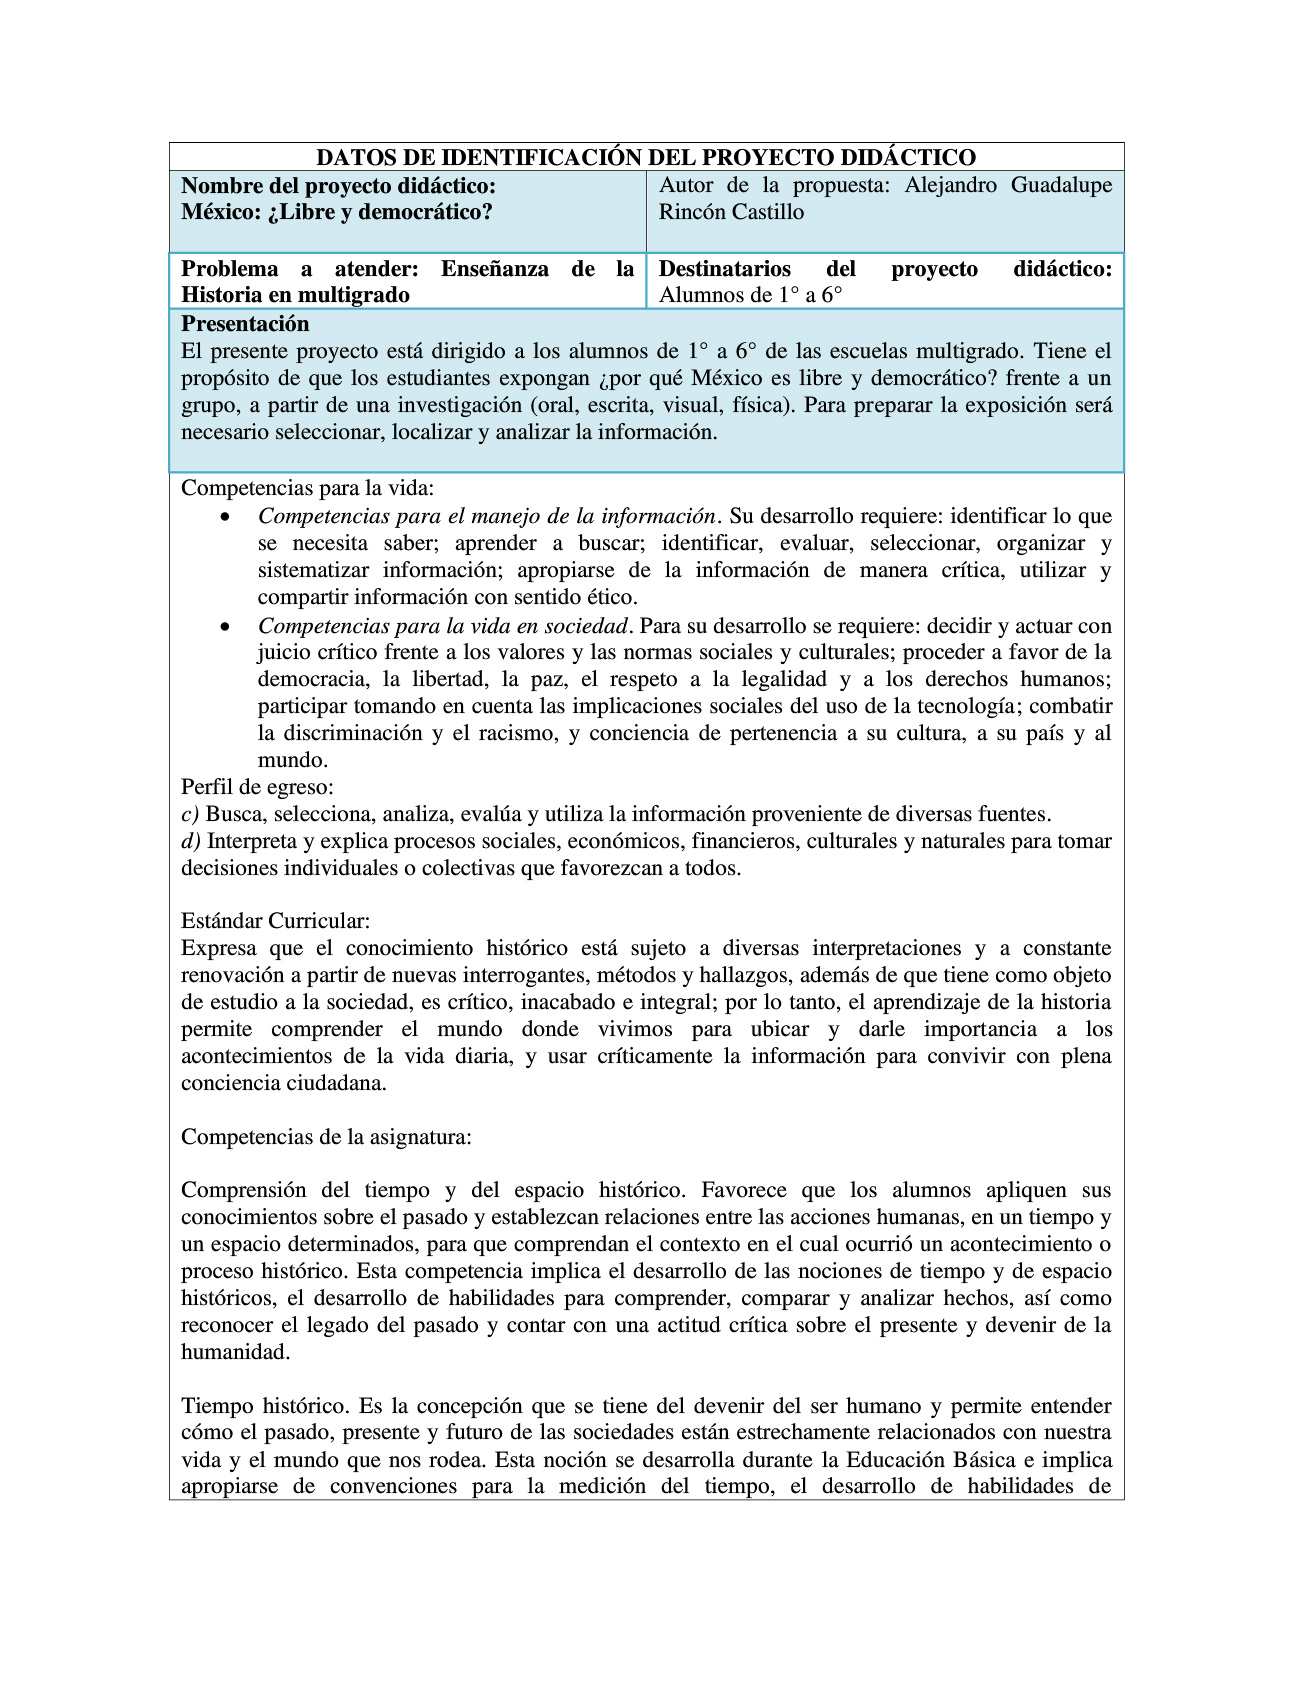 DATOS DE IDENTIFICACIÓN DEL PROYECTO DIDÁCTICO
Nombre del proyecto didáctico:
México: ¿Libre y democrático?
Autor de la propuesta: Alejandro Guadalupe
Rincón Castillo
Problema a atender: Enseñanza de la
Historia en multigrado
Destinatarios del proyecto didáctico:
Alumnos de 1° a 6°
Presentación
El presente proyecto está dirigido a los alumnos de 1° a 6° de las escuelas multigrado. Tiene el
propósito de que los estudiantes expongan ¿por qué México es libre y democrático? frente a un
grupo, a partir de una investigación (oral, escrita, visual, física). Para preparar la exposición será
necesario seleccionar, localizar y analizar la información.
Competencias para la vida:
• Competencias para el manejo de la información. Su desarrollo requiere: identificar lo que
se necesita saber; aprender a buscar; identificar, evaluar, seleccionar, organizar y
sistematizar información; apropiarse de la información de manera crítica, utilizar y
compartir información con sentido ético.
• Competencias para la vida en sociedad. Para su desarrollo se requiere: decidir y actuar con
juicio crítico frente a los valores y las normas sociales y culturales; proceder a favor de la
democracia, la libertad, la paz, el respeto a la legalidad y a los derechos humanos;
participar tomando en cuenta las implicaciones sociales del uso de la tecnología; combatir
la discriminación y el racismo, y conciencia de pertenencia a su cultura, a su país y al
mundo.
Perfil de egreso:
c) Busca, selecciona, analiza, evalúa y utiliza la información proveniente de diversas fuentes.
d) Interpreta y explica procesos sociales, económicos, financieros, culturales y naturales para tomar
decisiones individuales o colectivas que favorezcan a todos.
Estándar Curricular:
Expresa que el conocimiento histórico está sujeto a diversas interpretaciones y a constante
renovación a partir de nuevas interrogantes, métodos y hallazgos, además de que tiene como objeto
de estudio a la sociedad, es crítico, inacabado e integral; por lo tanto, el aprendizaje de la historia
permite comprender el mundo donde vivimos para ubicar y darle importancia a los
acontecimientos de la vida diaria, y usar críticamente la información para convivir con plena
conciencia ciudadana.
Competencias de la asignatura:
Comprensión del tiempo y del espacio histórico. Favorece que los alumnos apliquen sus
conocimientos sobre el pasado y establezcan relaciones entre las acciones humanas, en un tiempo y
un espacio determinados, para que comprendan el contexto en el cual ocurrió un acontecimiento o
proceso histórico. Esta competencia implica el desarrollo de las nociones de tiempo y de espacio
históricos, el desarrollo de habilidades para comprender, comparar y analizar hechos, así como
reconocer el legado del pasado y contar con una actitud crítica sobre el presente y devenir de la
humanidad.
Tiempo histórico. Es la concepción que se tiene del devenir del ser humano y permite entender
cómo el pasado, presente y futuro de las sociedades están estrechamente relacionados con nuestra
vida y el mundo que nos rodea. Esta noción se desarrolla durante la Educación Básica e implica
apropiarse de convenciones para la medición del tiempo, el desarrollo de habilidades de